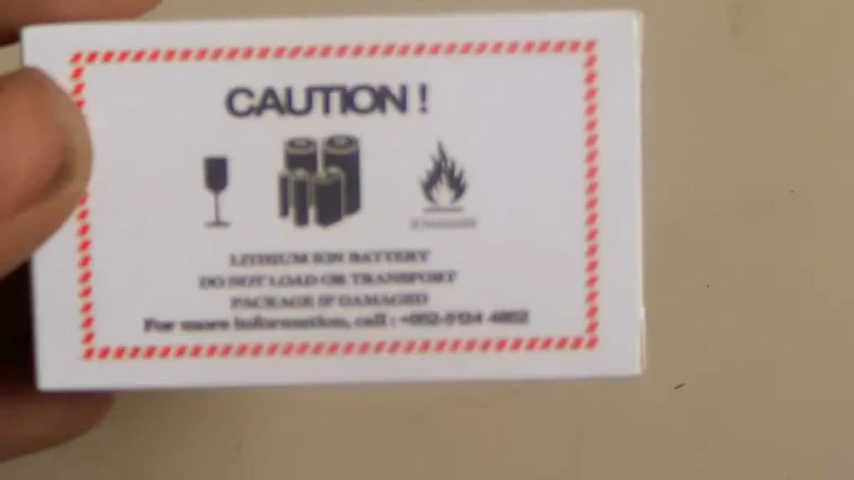 CAUTION !
LITHIUM ION BATTERY
DO NOT LOAD OR TRANSPORT
PACKAGE IF DAMAGED
For more information, call :